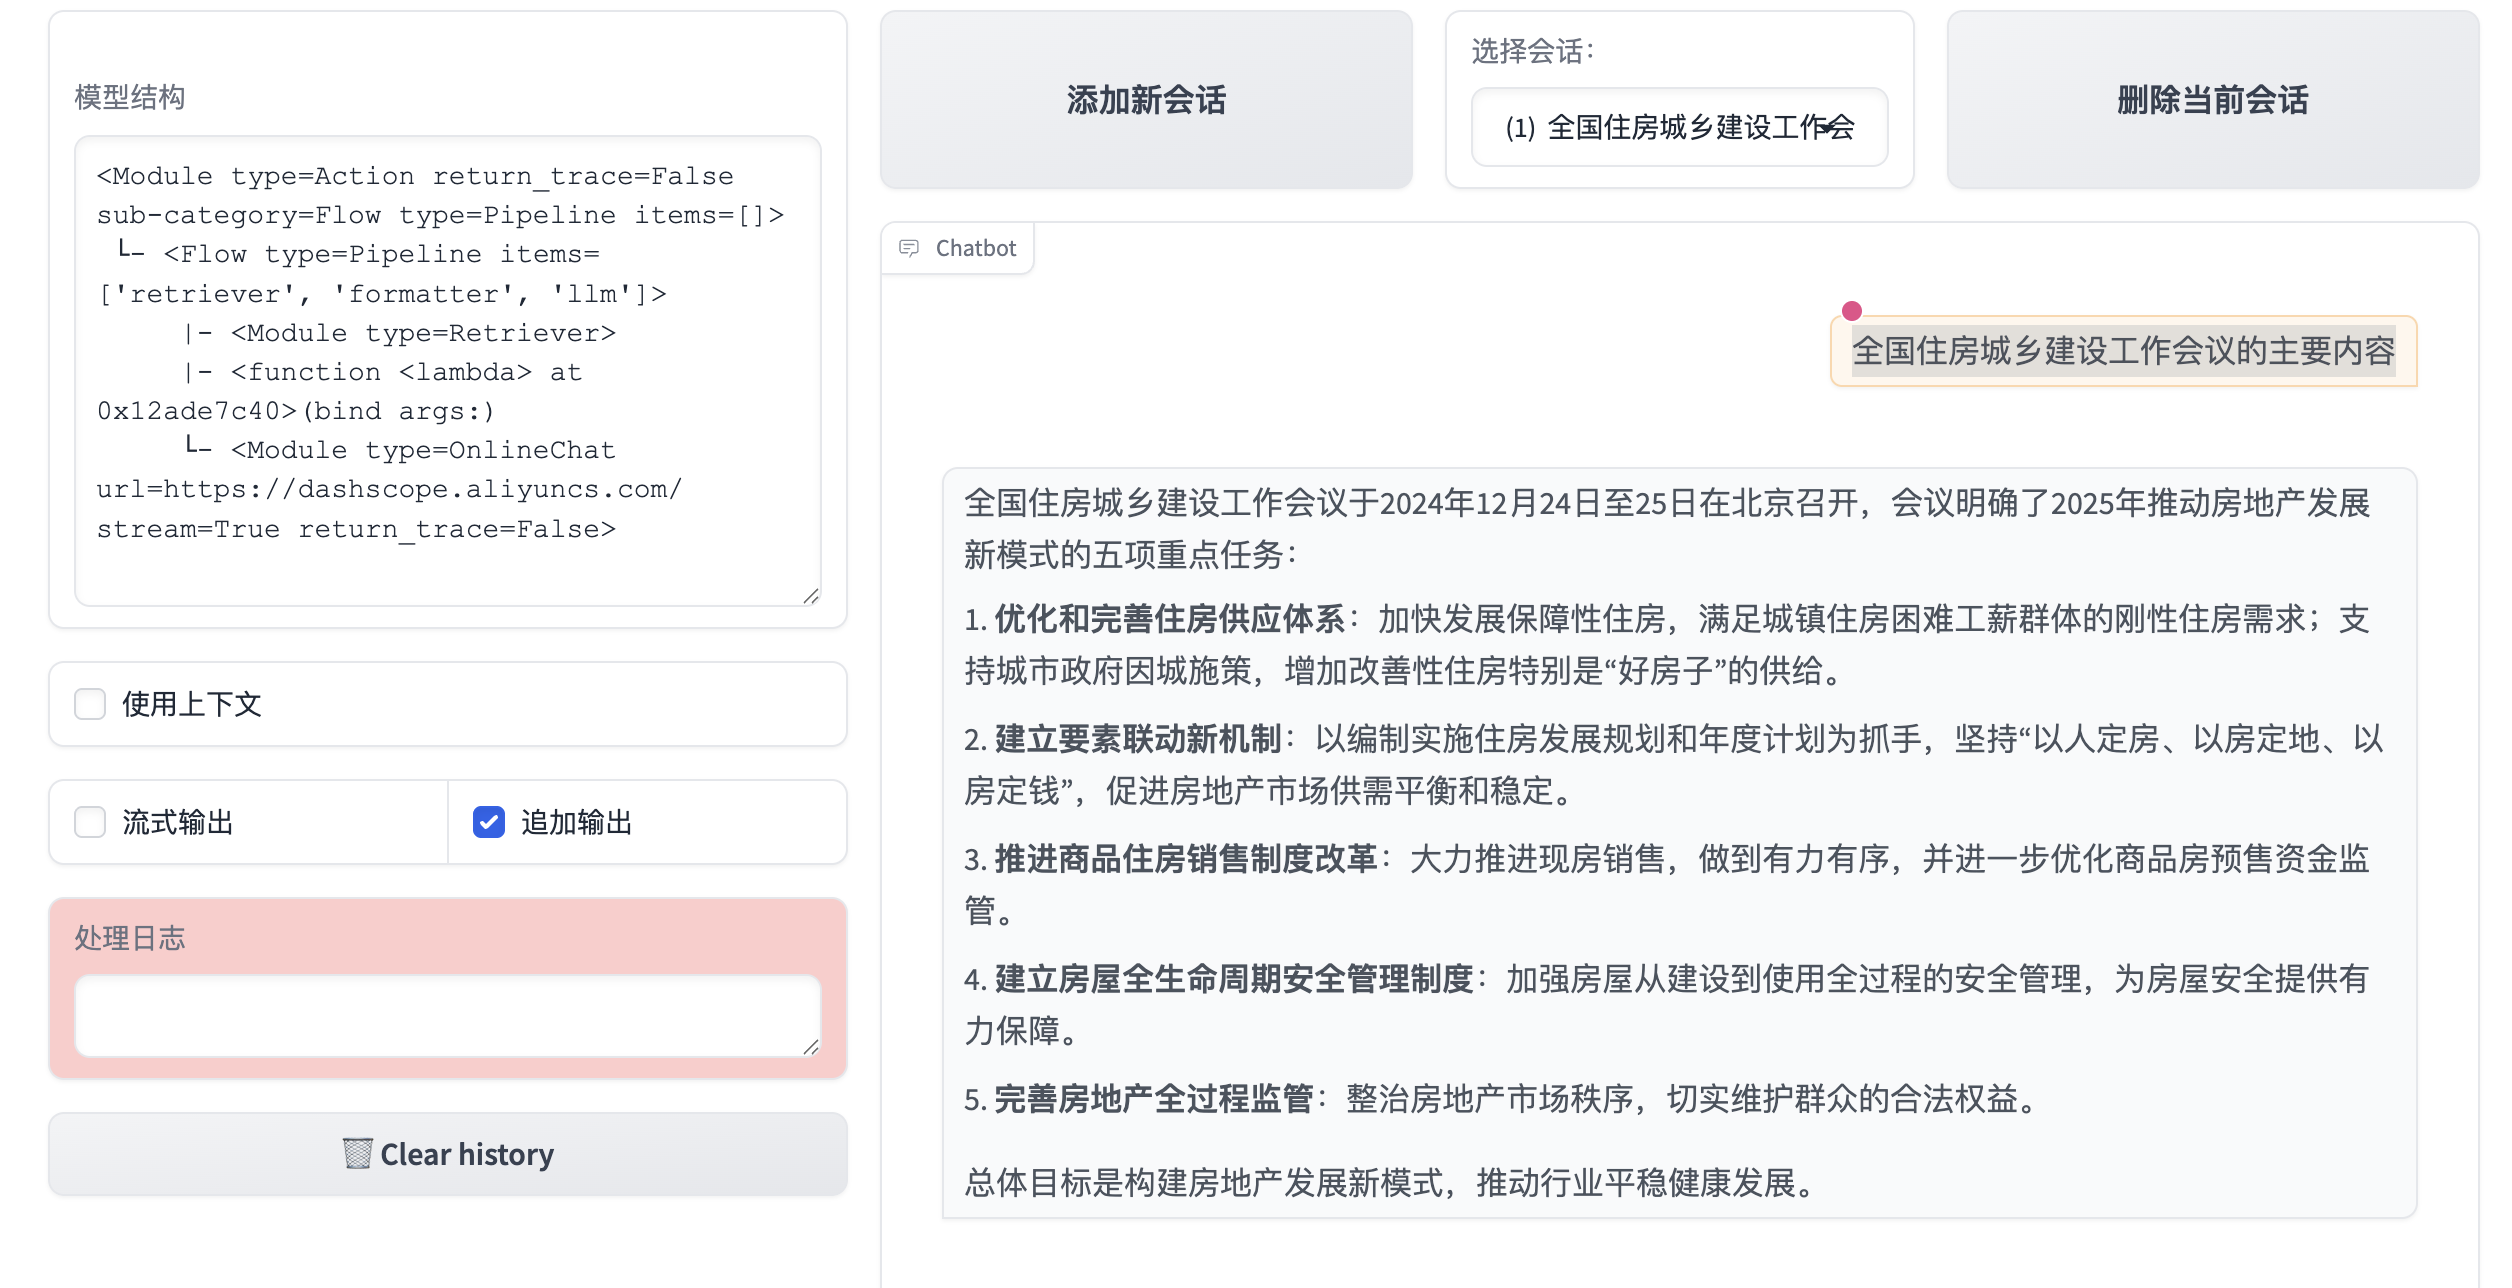 模型结构
<Module type=Action return_trace=False
sub-category=Flow type=Pipeline items=[]>
└- <Flow type=Pipeline items=
['retriever', 'formatter', 'llm']>
|- <Module type=Retriever>
|- <function <lambda> at
0x12ade7c40>(bind args:)
└- <Module type=OnlineChat
url=https://dashscope.aliyuncs.com/
stream=True return_trace=False>
使用上下文
流式输出
追加输出
处理日志
🗑️ Clear history
添加新会话
选择会话：
(1) 全国住房城乡建设工作会
删除当前会话
Chatbot
全国住房城乡建设工作会议的主要内容
全国住房城乡建设工作会议于2024年12月24日至25日在北京召开，会议明确了2025年推动房地产发展
新模式的五项重点任务：
1. 优化和完善住房供应体系：加快发展保障性住房，满足城镇住房困难工薪群体的刚性住房需求；支
持城市政府因城施策，增加改善性住房特别是“好房子”的供给。
2. 建立要素联动新机制：以编制实施住房发展规划和年度计划为抓手，坚持“以人定房、以房定地、以
房定钱”，促进房地产市场供需平衡和稳定。
3. 推进商品住房销售制度改革：大力推进现房销售，做到有力有序，并进一步优化商品房预售资金监
管。
4. 建立房屋全生命周期安全管理制度：加强房屋从建设到使用全过程的安全管理，为房屋安全提供有
力保障。
5. 完善房地产全过程监管：整治房地产市场秩序，切实维护群众的合法权益。
总体目标是构建房地产发展新模式，推动行业平稳健康发展。